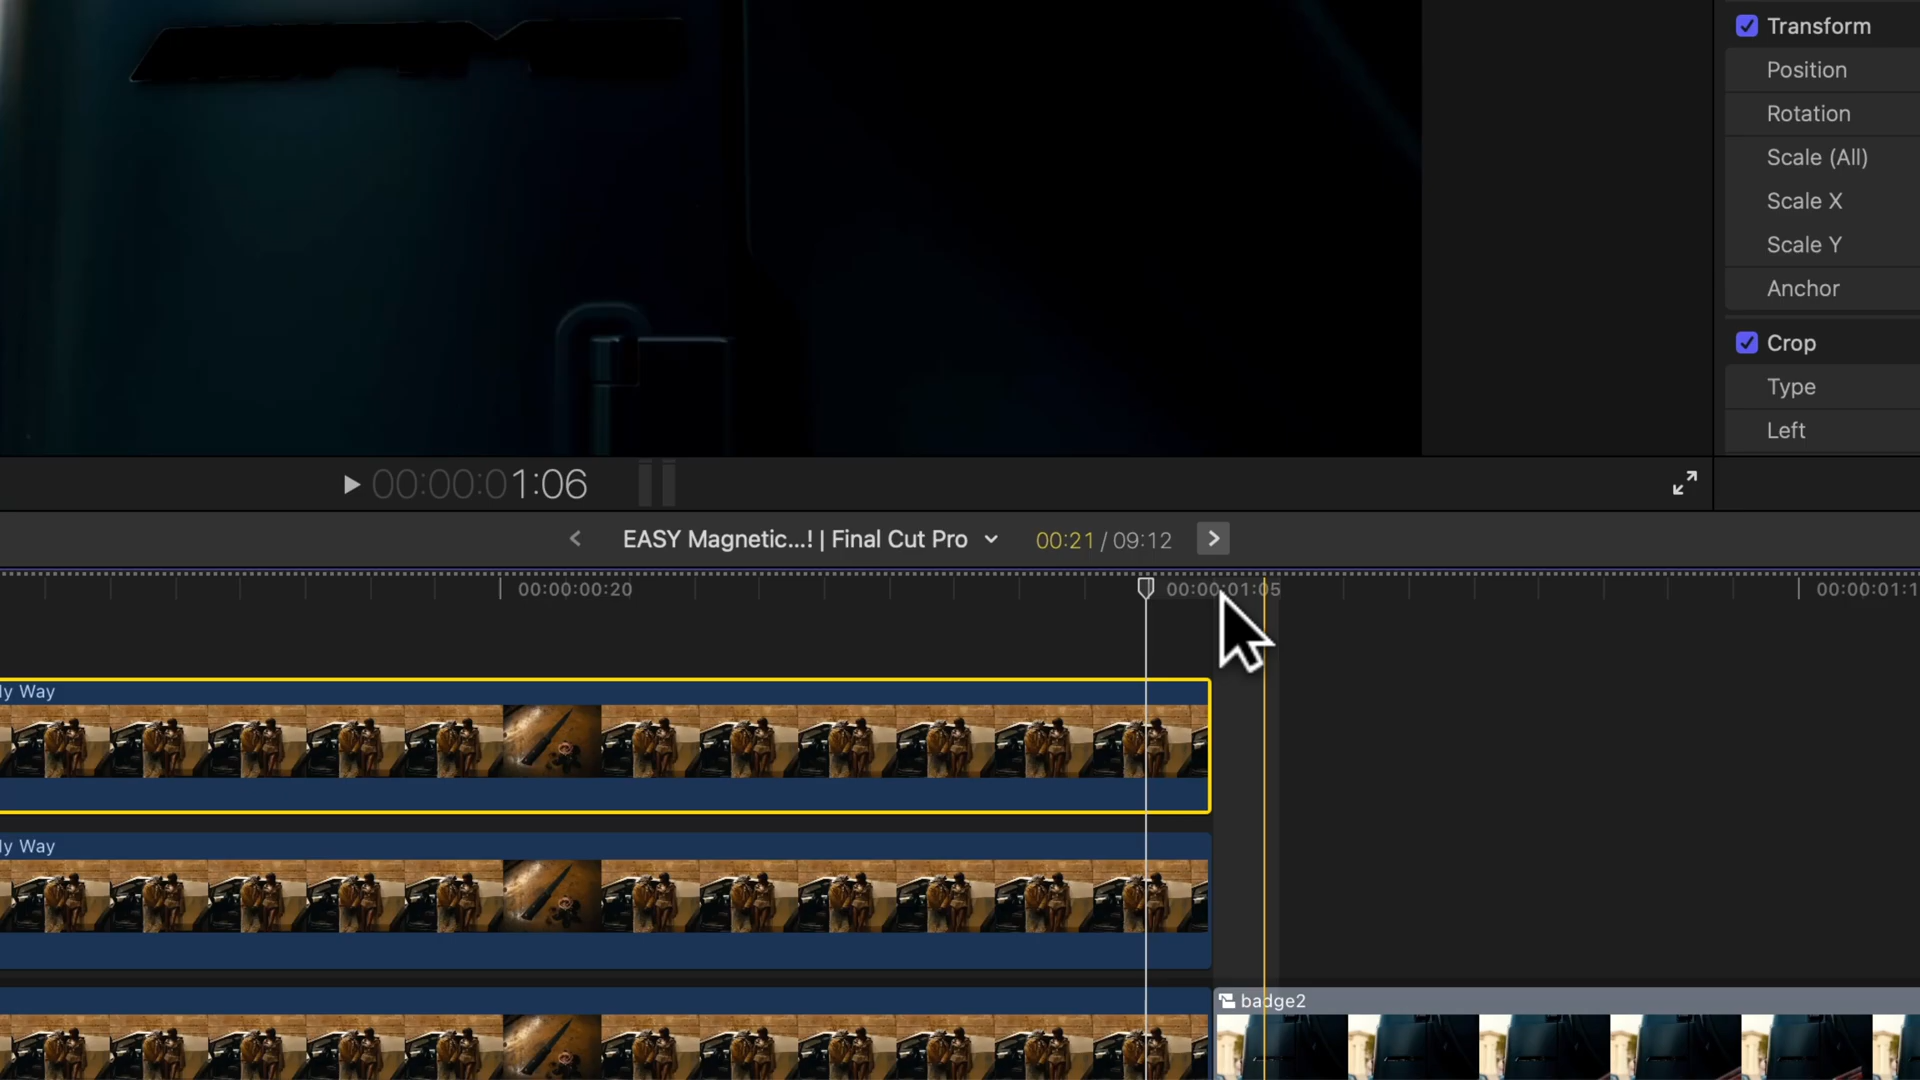 Transform
Position
Rotation
Scale (All)
Scale X
Scale Y
Anchor
Crop
Type
Left
00:00:01:06
EASY Magnetic...! | Final Cut Pro
00:21 / 09:12
00:00:00:20
00:00:01:05
00:00:01:1
ly Way
ly Way
badge2